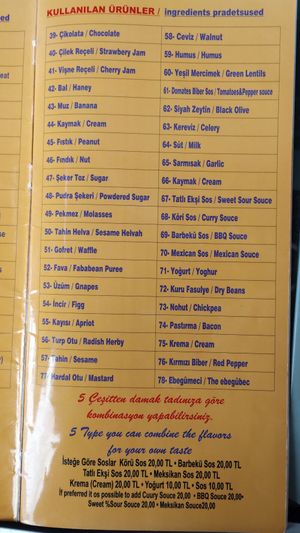 KULLANILAN ÜRÜNLER / ingredients pradetsused
39- Çikolata / Chocolate
40- Çilek Reçeli / Strawbery Jam
41- Vişne Reçeli / Cherry Jam
42- Bal / Haney
43- Muz / Banana
44- Kaymak / Cream
45- Fıstık / Peanut
46- Fındık / Nut
47- Şeker Toz / Sugar
48- Pudra Şekeri / Powdered Sugar
49- Pekmez / Molasses
50- Tahin Helva / Sesame Helvah
51- Gofret / Waffle
52- Fava / Fababean Puree
53- Üzüm / Gnapes
54- İncir / Figg
55- Kayısı / Apriot
56- Turp Otu / Radish Herby
57- Tahin / Sesame
77- Hardal Otu / Mastard
58- Ceviz / Walnut
59- Humus / Humus
60- Yeşil Mercimek / Green Lentils
61- Domates Biber Sos / Tomatoes&Pepper souce
62- Siyah Zeytin / Black Olive
63- Kereviz / Celery
64- Süt / Milk
65- Sarmısak / Garlic
66- Kaymak / Cream
67- Tatlı Ekşi Sos / Sweet Sour Souce
68- Köri Sos / Curry Souce
69- Barbekü Sos / BBQ Souce
70- Mexican Sos / Mexican Souce
71- Yoğurt / Yoghur
72- Kuru Fasulye / Dry Beans
73- Nohut / Chickpea
74- Pastırma / Bacon
75- Krema / Cream
76- Kırmızı Biber / Red Pepper
78- Ebegümeci / The ebegübec
5 Çeşitten damak tadınıza göre
kombinasyon yapabilirsiniz.
5 Type you can combine the flavors
for your own taste
İsteğe Göre Soslar Körü Sos 20,00 TL • Barbekü Sos 20,00 TL
Tatlı Ekşi Sos 20,00 TL • Meksikan Sos 20,00 TL
Krema (Cream) 20,00 TL • Yoğurt 10,00 TL • Sos 10,00 TL
If preferred it os possible to add Cuury Souce 20,00 • BBQ Souce 20,00•
Sweet %Sour Souce 20,00 • Meksikan Souce20,00